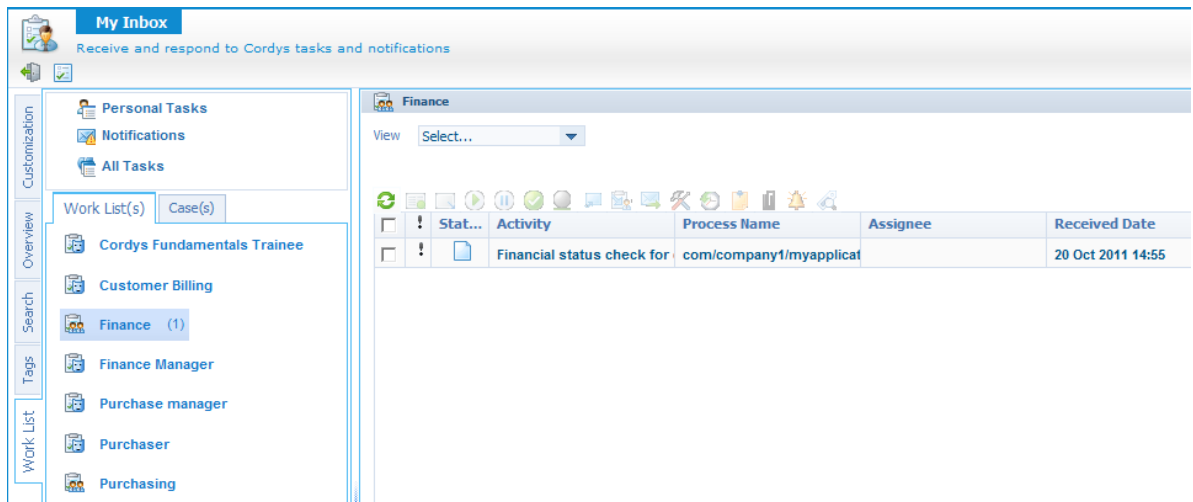 My Inbox
Receive and respond to Cordys tasks and notifications
Customization
Overview
Search
Tags
Work List
Personal Tasks
Notifications
All Tasks
Work List(s) Case(s)
Cordys Fundamentals Trainee
Customer Billing
Finance (1)
Finance Manager
Purchase manager
Purchaser
Purchasing
Finance
View Select...
! Stat... Activity Process Name Assignee Received Date
! Financial status check for com/company1/myapplicat 20 Oct 2011 14:55